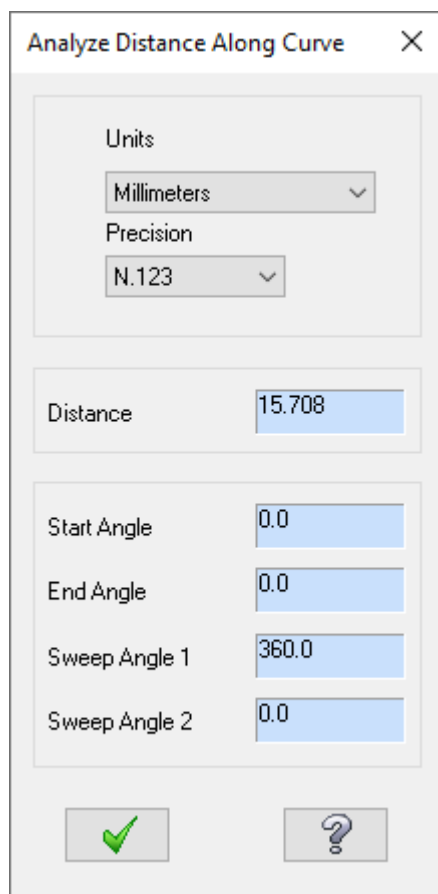 Analyze Distance Along Curve
Units
Millimeters
Precision
N.123
Distance 15.708
Start Angle 0.0
End Angle 0.0
Sweep Angle 1 360.0
Sweep Angle 2 0.0